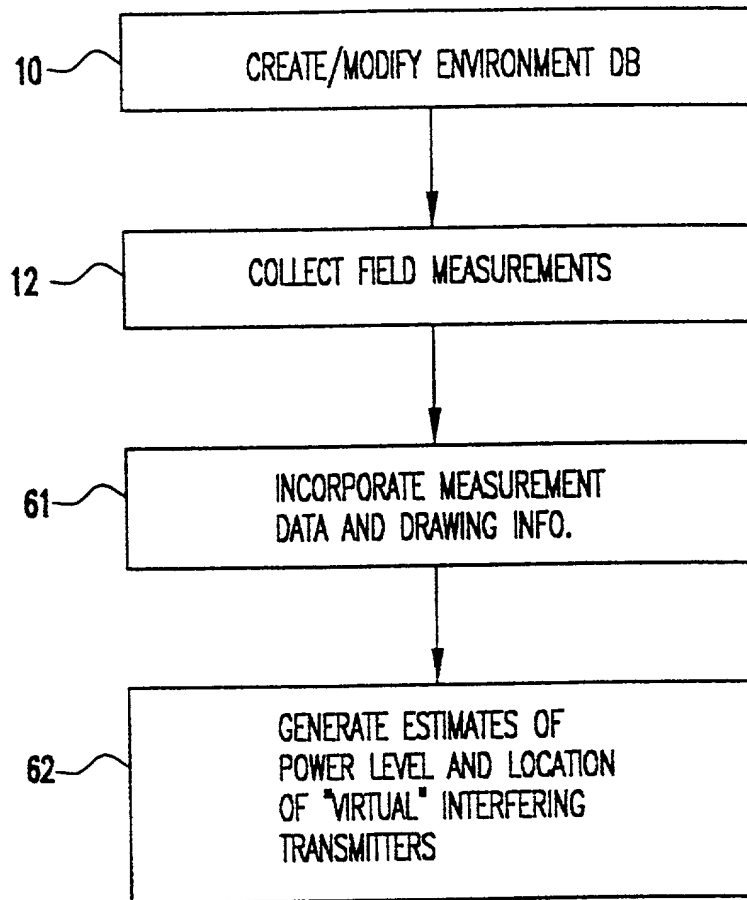 10
CREATE/MODIFY ENVIRONMENT DB
12
COLLECT FIELD MEASUREMENTS
61
INCORPORATE MEASUREMENT
DATA AND DRAWING INFO.
62
GENERATE ESTIMATES OF
POWER LEVEL AND LOCATION
OF "VIRTUAL" INTERFERING
TRANSMITTERS